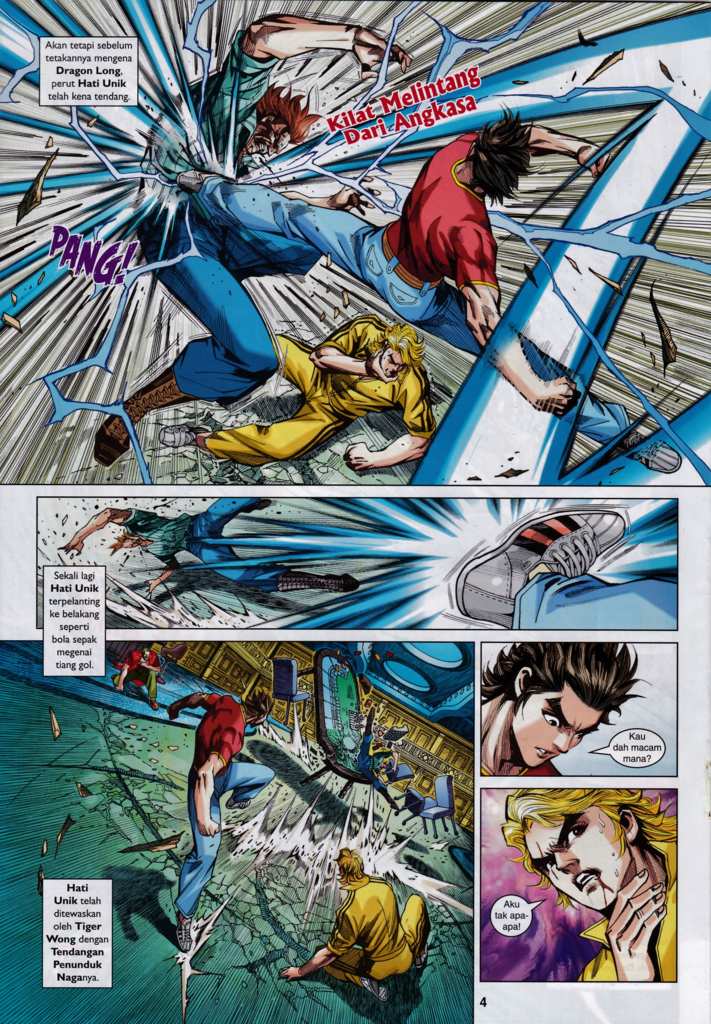 Akan tetapi sebelum
tetakannya mengena
Dragon Long,
perut Hati Unik
telah kena tendang.
Kilat Melintang
Dari Angkasa
PANG!
Sekali lagi
Hati Unik
terpelanting
ke belakang
seperti
bola sepak
megenai
tiang gol.
Kau
dah macam
mana?
Aku
tak apa-
apa!
Hati
Unik telah
ditewaskan
oleh Tiger
Wong dengan
Tendangan
Penunduk
Naganya.
4